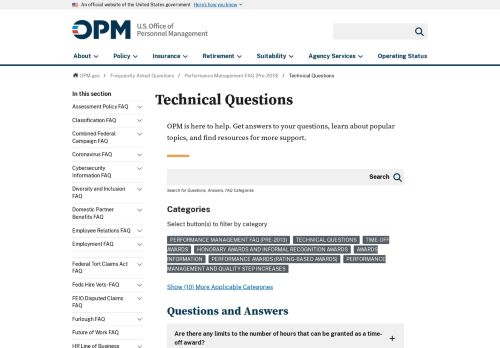 An official website of the United States government Here's how you know
OPM U.S. Office of
Personnel Management
About Policy Insurance Retirement Suitability Agency Services Operating Status
OPM.gov / Frequently Asked Questions / Performance Management FAQ (Pre-2013) / Technical Questions
In this section
Assessment Policy FAQ
Classification FAQ
Combined Federal
Campaign FAQ
Coronavirus FAQ
Cybersecurity
Information FAQ
Diversity and Inclusion
FAQ
Domestic Partner
Benefits FAQ
Employee Relations FAQ
Employment FAQ
Federal Tort Claims Act
FAQ
Feds Hire Vets- FAQ
FEIO Disputed Claims
FAQ
Furlough FAQ
Future of Work FAQ
HR Line of Business
Technical Questions
OPM is here to help. Get answers to your questions, learn about popular
topics, and find resources for more support.
Search
Search for Questions, Answers, FAQ Categories
Categories
Select button(s) to filter by category
PERFORMANCE MANAGEMENT FAQ (PRE-2013) TECHNICAL QUESTIONS TIME-OFF
AWARDS HONORARY AWARDS AND INFORMAL RECOGNITION AWARDS AWARDS
INFORMATION PERFORMANCE AWARDS (RATING-BASED AWARDS) PERFORMANCE
MANAGEMENT AND QUALITY STEP INCREASES
Show (10) More Applicable Categories
Questions and Answers
Are there any limits to the number of hours that can be granted as a time-
off award? +